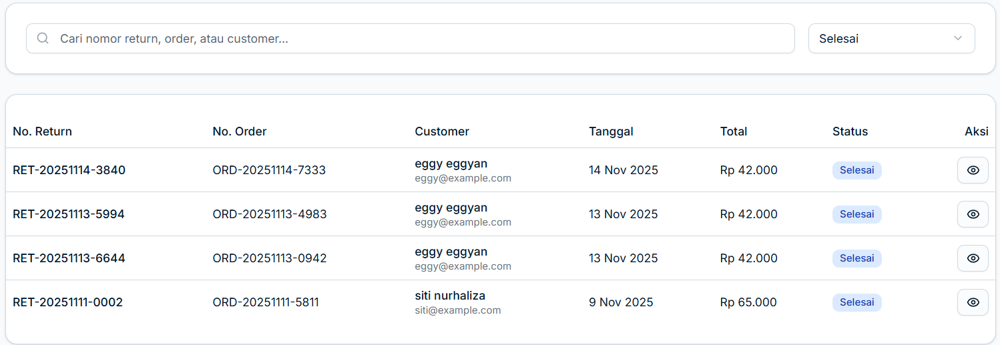 Cari nomor return, order, atau customer...
Selesai
No. Return No. Order Customer Tanggal Total Status Aksi
RET-20251114-3840 ORD-20251114-7333 eggy eggyan 14 Nov 2025 Rp 42.000 Selesai
eggy@example.com
RET-20251113-5994 ORD-20251113-4983 eggy eggyan 13 Nov 2025 Rp 42.000 Selesai
eggy@example.com
RET-20251113-6644 ORD-20251113-0942 eggy eggyan 13 Nov 2025 Rp 42.000 Selesai
eggy@example.com
RET-20251111-0002 ORD-20251111-5811 siti nurhaliza 9 Nov 2025 Rp 65.000 Selesai
siti@example.com